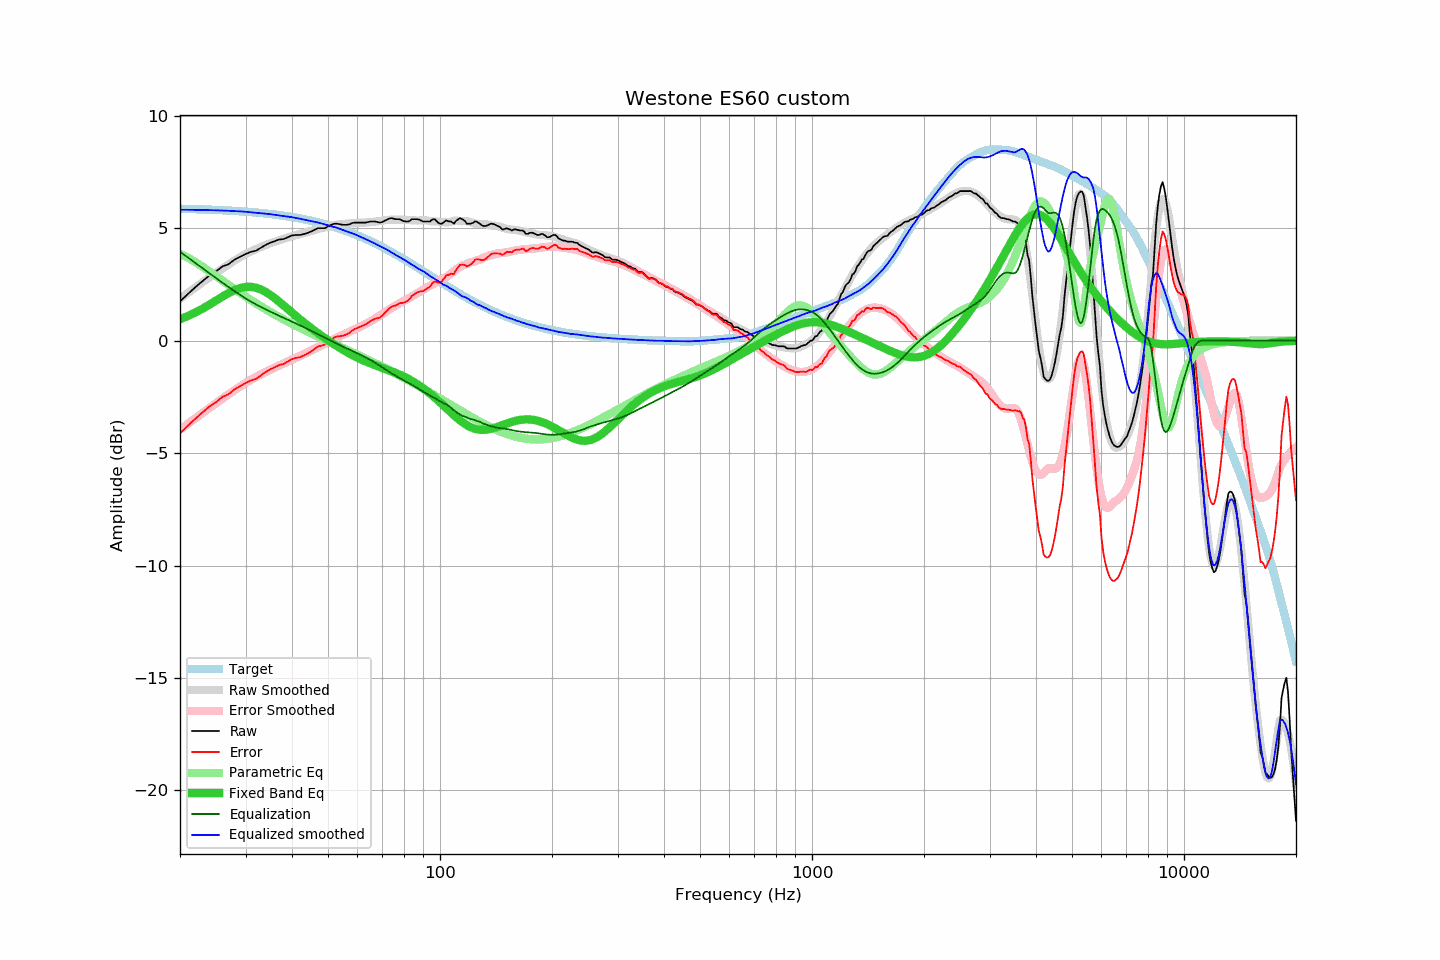 Westone ES60 custom
10
5
0
−5
−10
−15
−20
Amplitude (dBr)
Target
Raw Smoothed
Error Smoothed
Raw
Error
Parametric Eq
Fixed Band Eq
Equalization
Equalized smoothed
100
1000
10000
Frequency (Hz)